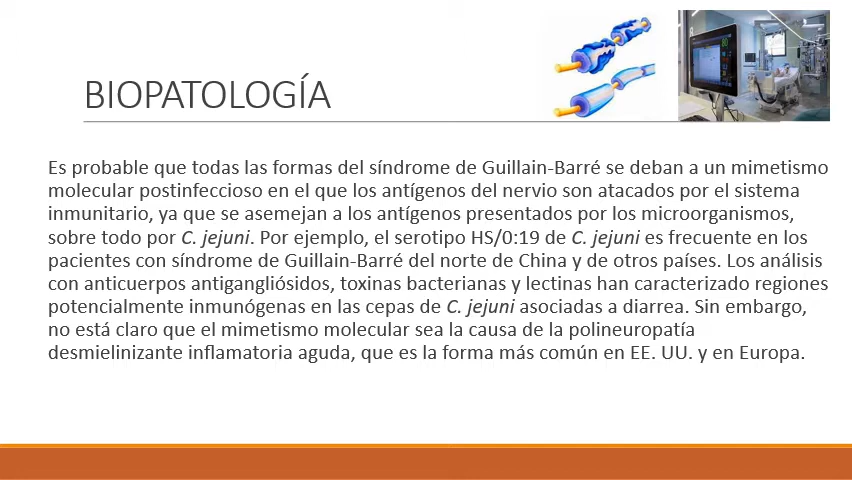 BIOPATOLOGÍA
Es probable que todas las formas del síndrome de Guillain-Barré se deban a un mimetismo
molecular postinfeccioso en el que los antígenos del nervio son atacados por el sistema
inmunitario, ya que se asemejan a los antígenos presentados por los microorganismos,
sobre todo por C. jejuni. Por ejemplo, el serotipo HS/0:19 de C. jejuni es frecuente en los
pacientes con síndrome de Guillain-Barré del norte de China y de otros países. Los análisis
con anticuerpos antigangliósidos, toxinas bacterianas y lectinas han caracterizado regiones
potencialmente inmunógenas en las cepas de C. jejuni asociadas a diarrea. Sin embargo,
no está claro que el mimetismo molecular sea la causa de la polineuropatía
desmielinizante inflamatoria aguda, que es la forma más común en EE. UU. y en Europa.